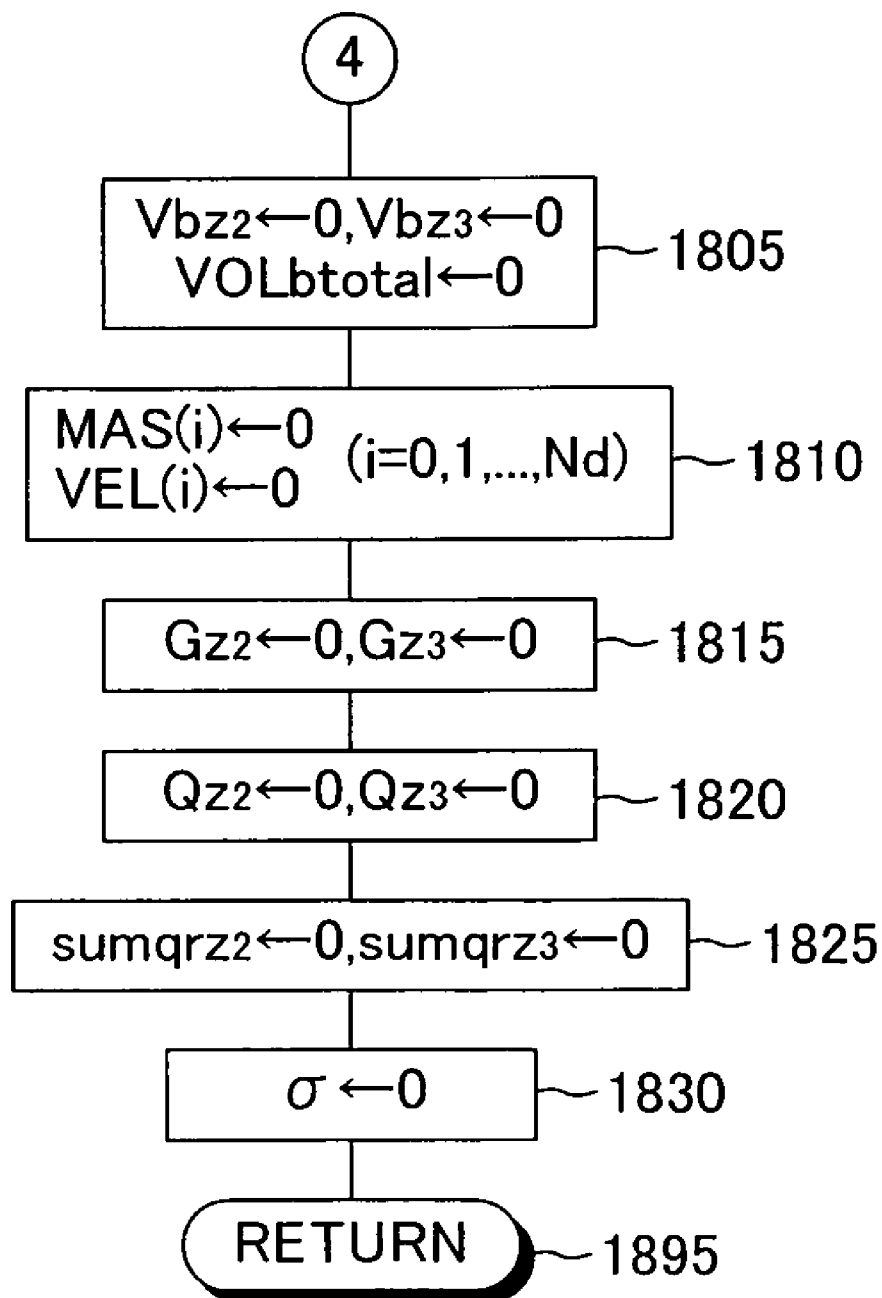 4
Vbz2←0,Vbz3←0
VOLbtotal←0
1805
MAS(i)←0
VEL(i)←0
(i=0,1,...,Nd)
1810
Gz2←0,Gz3←0
1815
Qz2←0,Qz3←0
1820
sumqrz2←0,sumqrz3←0
1825
σ←0
1830
RETURN
1895